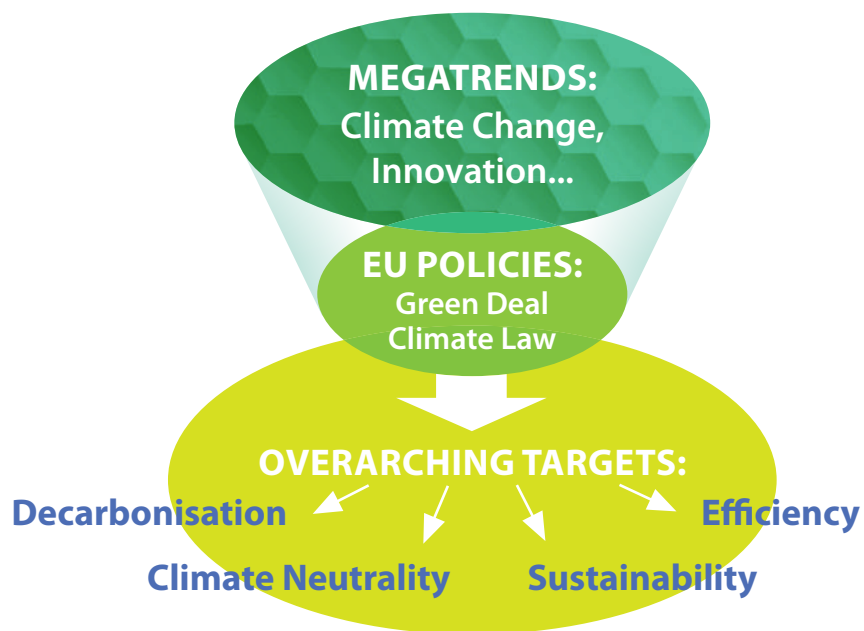 MEGATRENDS:
Climate Change,
Innovation...
EU POLICIES:
Green Deal
Climate Law
OVERARCHING TARGETS:
Decarbonisation
Efficiency
Climate Neutrality
Sustainability